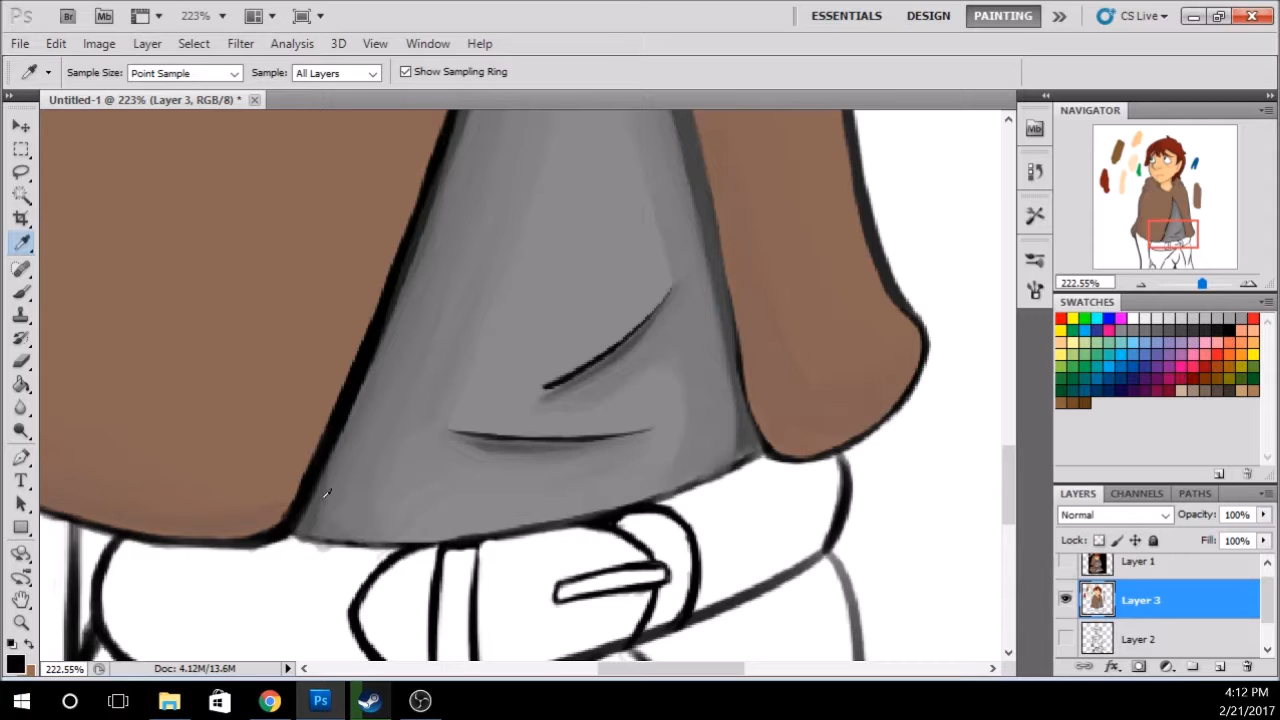 Ps Br Mb 223% ESSENTIALS DESIGN PAINTING CS Live
File Edit Image Layer Select Filter Analysis 3D View Window Help
Sample Size: Point Sample Sample: All Layers Show Sampling Ring
Untitled-1 @ 223% (Layer 3, RGB/8) *
NAVIGATOR
Mb
222.55%
SWATCHES
LAYERS CHANNELS PATHS
Normal Opacity: 100%
Lock: Fill: 100%
Layer 1
Layer 3
Layer 2
T
222.55% Doc: 4.12M/13.6M
Ps
4:12 PM
2/21/2017